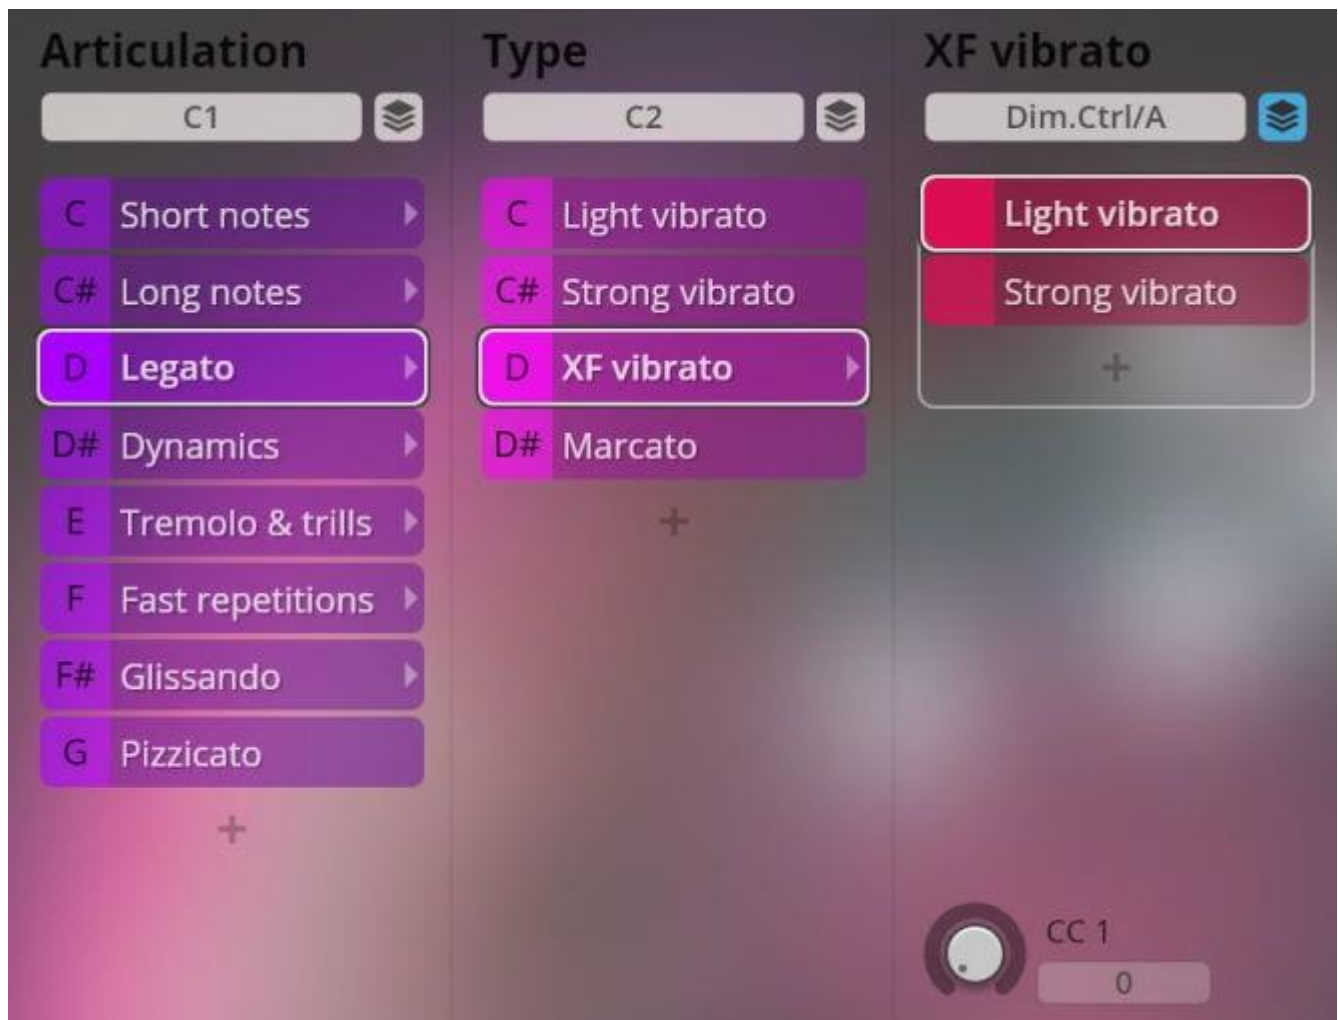 Articulation
C1
C Short notes
C# Long notes
D Legato
D# Dynamics
E Tremolo & trills
F Fast repetitions
F# Glissando
G Pizzicato
+
Type
C2
C Light vibrato
C# Strong vibrato
D XF vibrato
D# Marcato
+
XF vibrato
Dim.Ctrl/A
Light vibrato
Strong vibrato
+
CC 1
0